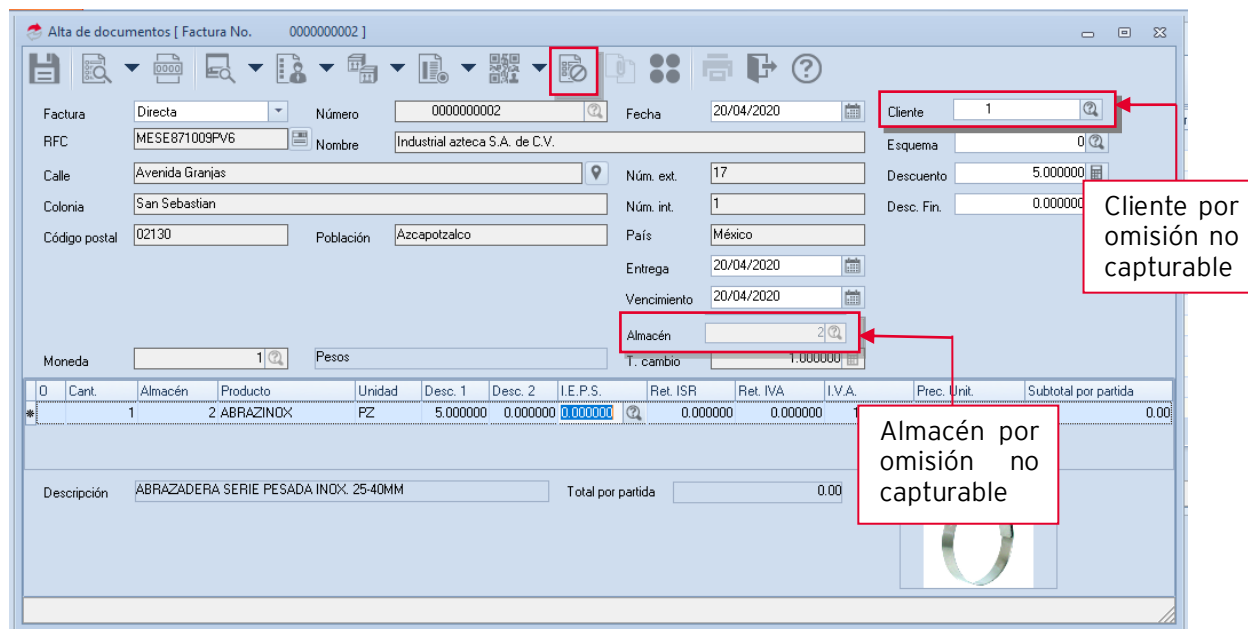 Alta de documentos [ Factura No. 0000000002 ]
Factura Directa Número 0000000002 Fecha 20/04/2020 Cliente 1
RFC MESE871009PV6 Nombre Industrial azteca S.A. de C.V. Esquema 0
Calle Avenida Granjas Núm. ext. 17 Descuento 5.000000
Colonia San Sebastian Núm. int. 1 Desc. Fin. 0.000000
Código postal 02130 Población Azcapotzalco País México
Entrega 20/04/2020
Vencimiento 20/04/2020
Almacén 2
Moneda 1 Pesos T. cambio 1.000000
Cliente por
omisión no
capturable
O Cant. Almacén Producto Unidad Desc. 1 Desc. 2 I.E.P.S. Ret. ISR Ret. IVA I.V.A. Prec. Unit. Subtotal por partida
1 2 ABRAZINOX PZ 5.000000 0.000000 0.000000 0.000000 0.000000 0.00
Almacén por
omisión no
capturable
Descripción ABRAZADERA SERIE PESADA INOX. 25-40MM Total por partida 0.00